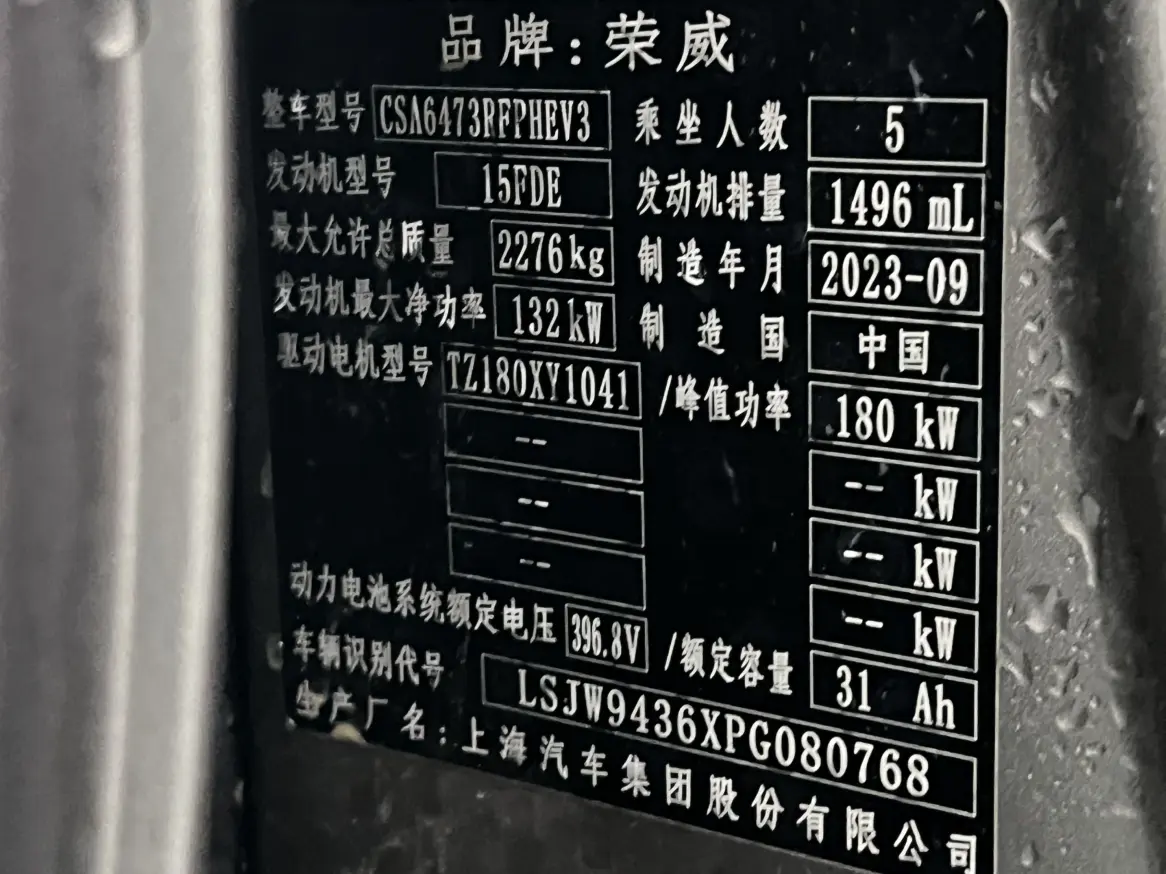 品牌：荣威
整车型号 CSA6473RFPHEV3 乘坐人数 5
发动机型号 15FDE 发动机排量 1496 mL
最大允许总质量 2276kg 制造年月 2023-09
发动机最大净功率 132kW 制造国 中国
驱动电机型号 TZ180XY1041 /峰值功率 180 kW
-- -- kW
-- -- kW
-- -- kW
动力电池系统额定电压 396.8V /额定容量 31 Ah
车辆识别代号 LSJW9436XPG080768
生产厂名：上海汽车集团股份有限公司